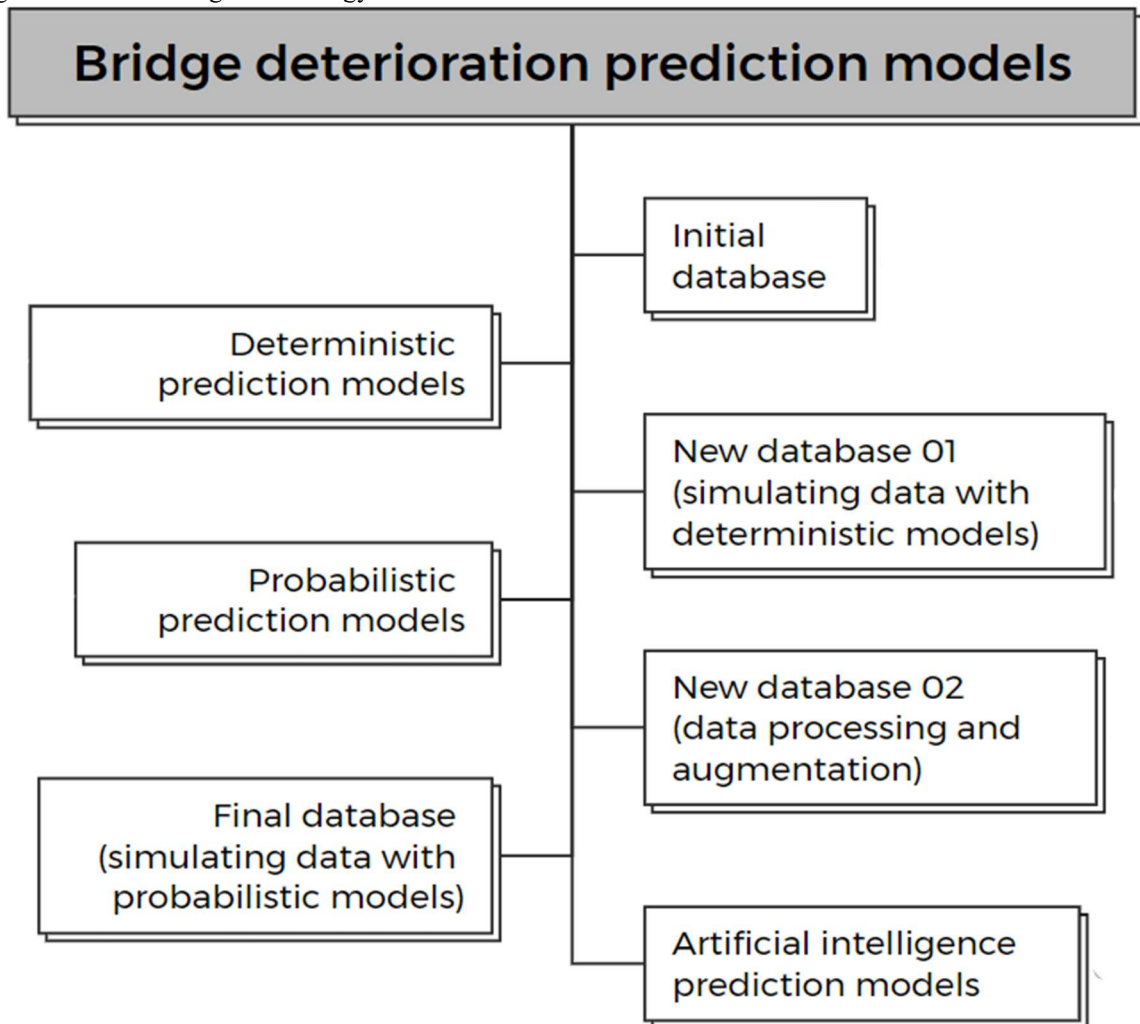 Bridge deterioration prediction models
Initial
database
Deterministic
prediction models
New database 01
(simulating data with
deterministic models)
Probabilistic
prediction models
New database 02
(data processing and
augmentation)
Final database
(simulating data with
probabilistic models)
Artificial intelligence
prediction models